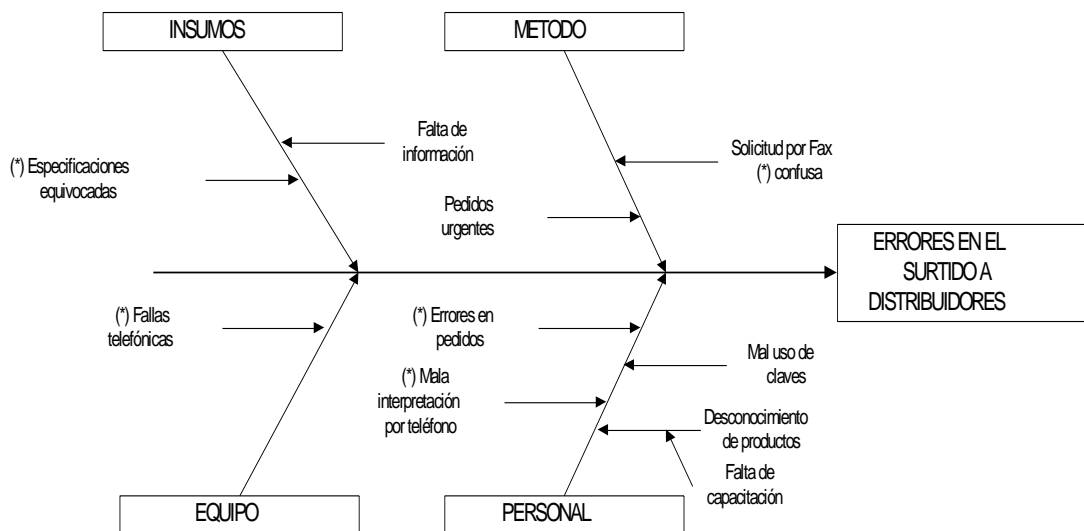 INSUMOS
METODO
Falta de
información
(*) Especificaciones
equivocadas
Solicitud por Fax
(*) confusa
Pedidos
urgentes
ERRORES EN EL
SURTIDO A
DISTRIBUIDORES
(*) Fallas
telefónicas
(*) Errores en
pedidos
Mal uso de
claves
(*) Mala
interpretación
por teléfono
Desconocimiento
de productos
Falta de
capacitación
EQUIPO
PERSONAL